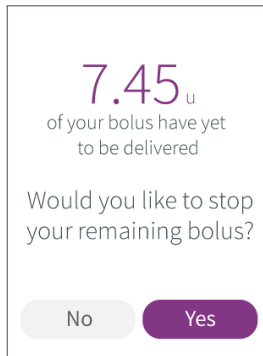 7.45 u
of your bolus have yet
to be delivered
Would you like to stop
your remaining bolus?
No Yes